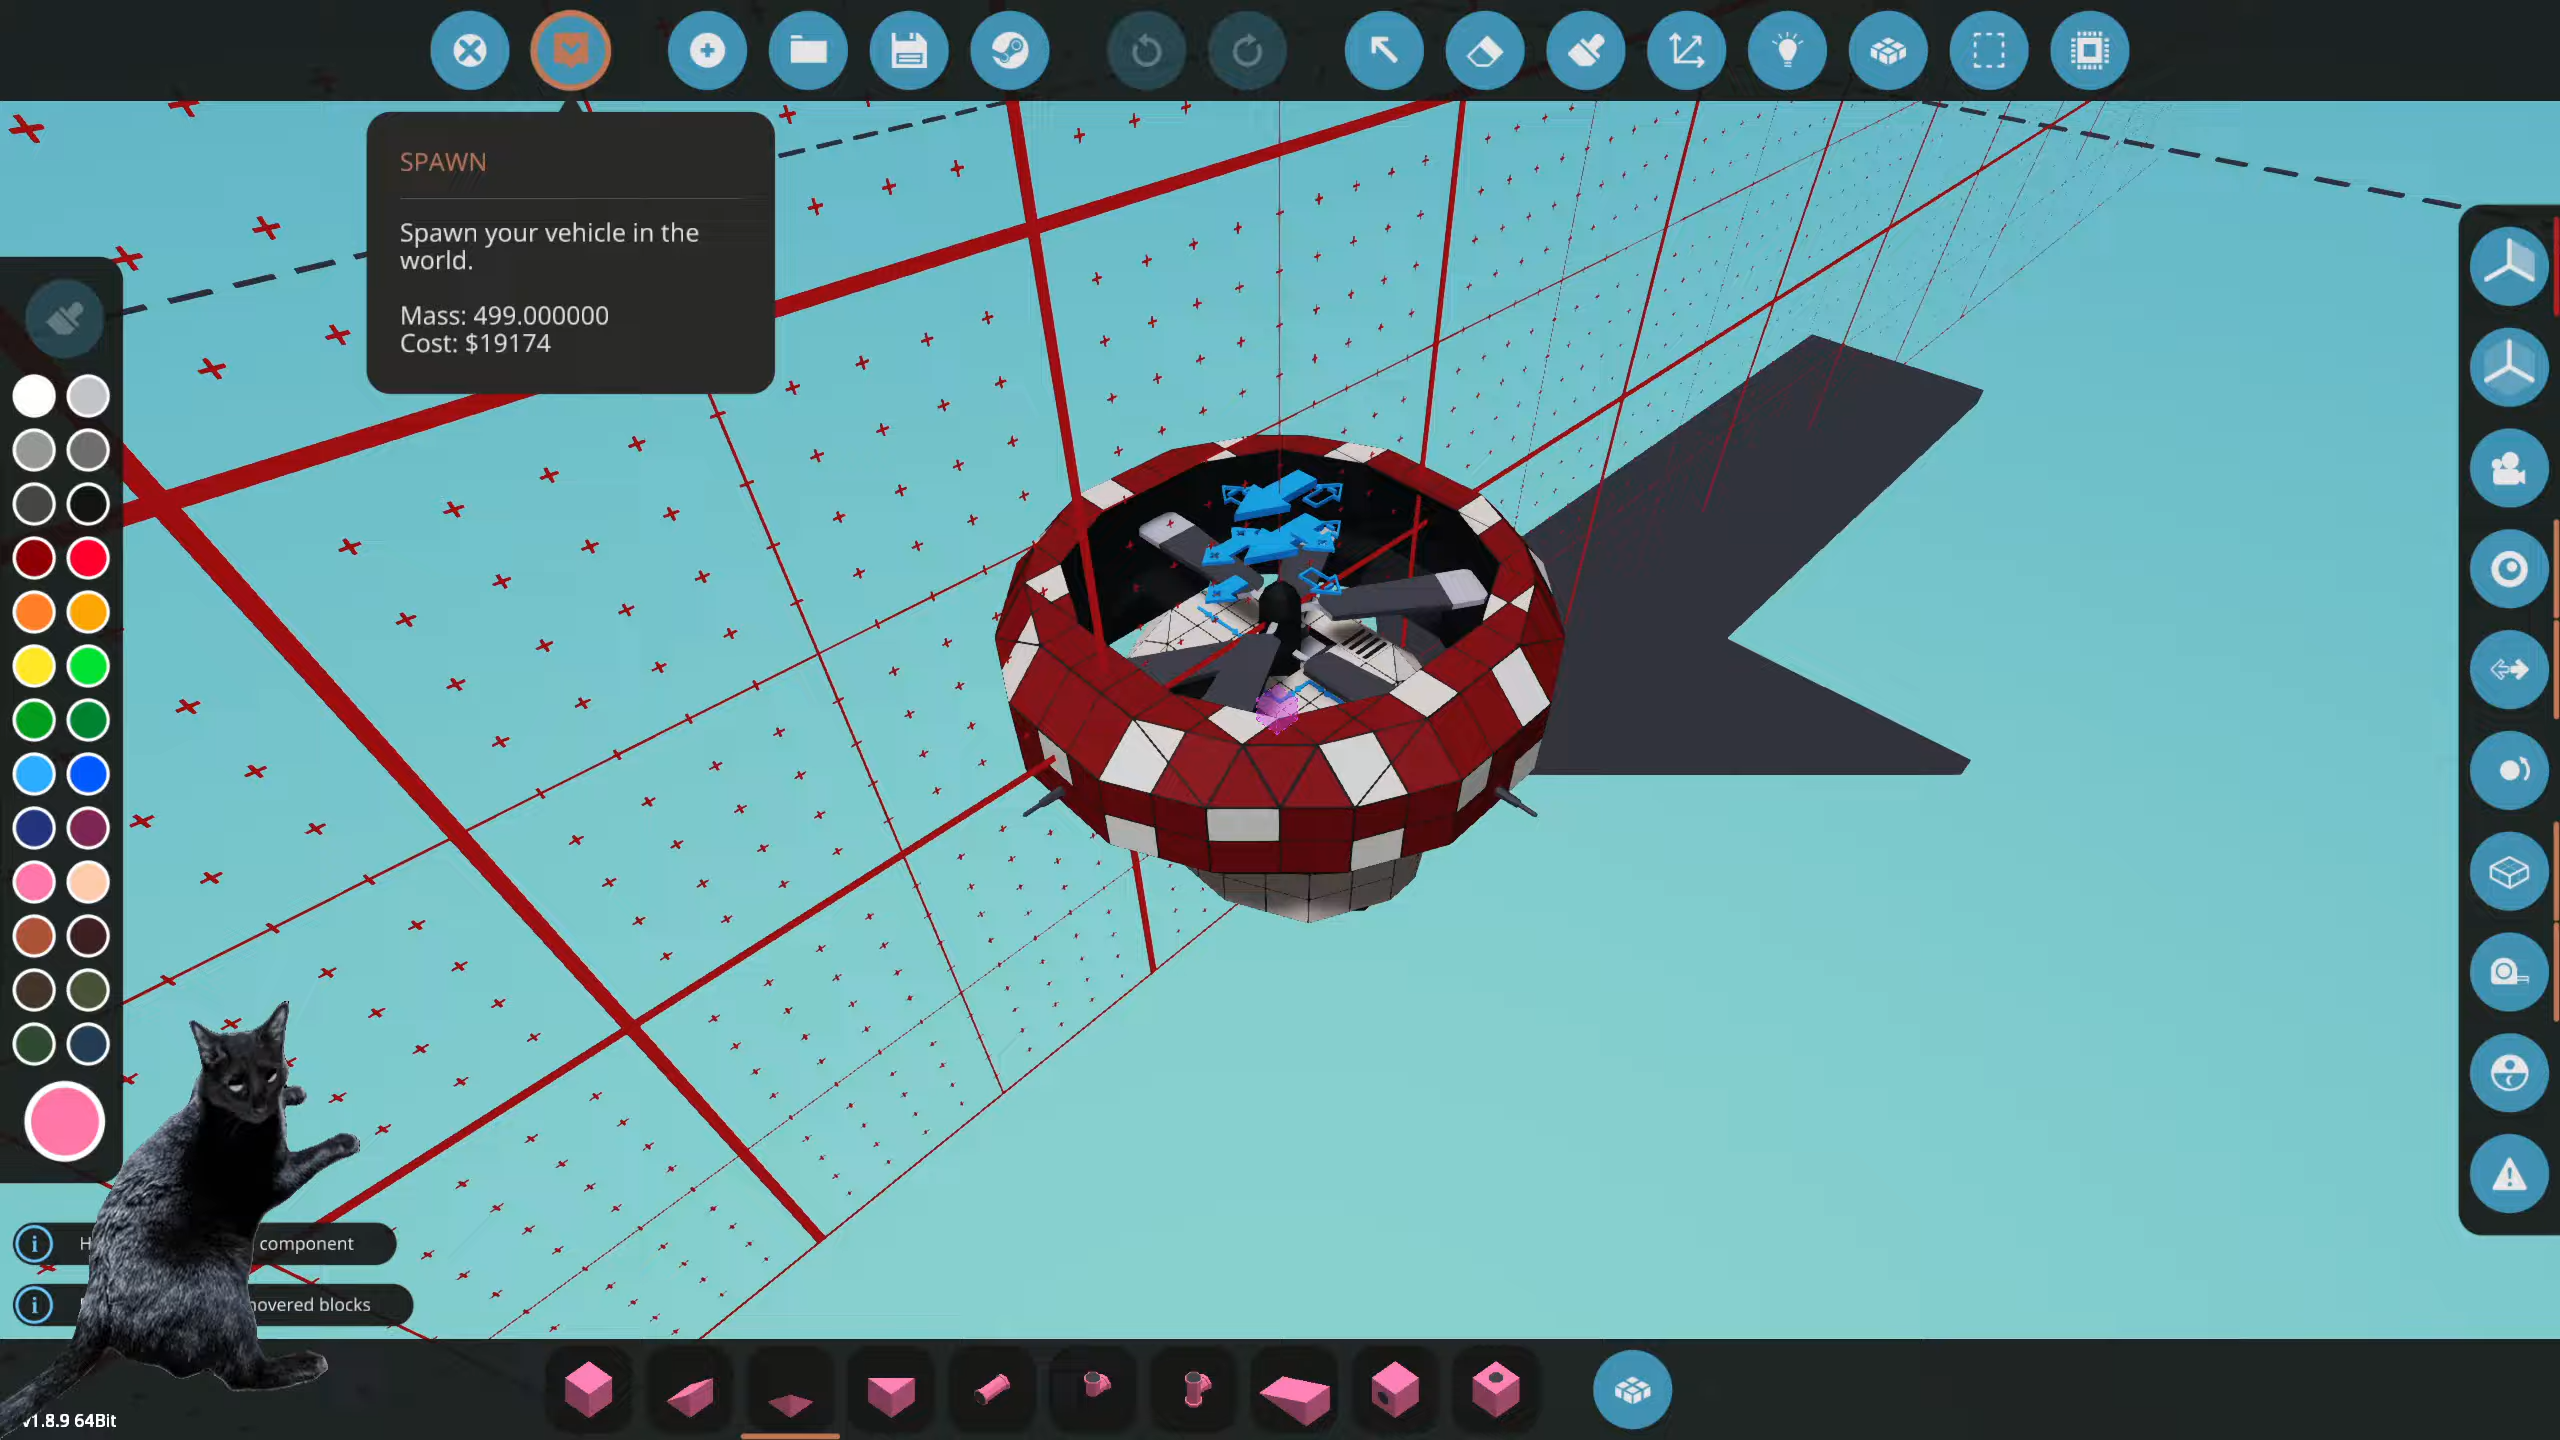 SPAWN
Spawn your vehicle in the
world.
Mass: 499.000000
Cost: $19174
component
hovered blocks
v1.8.9 64Bit